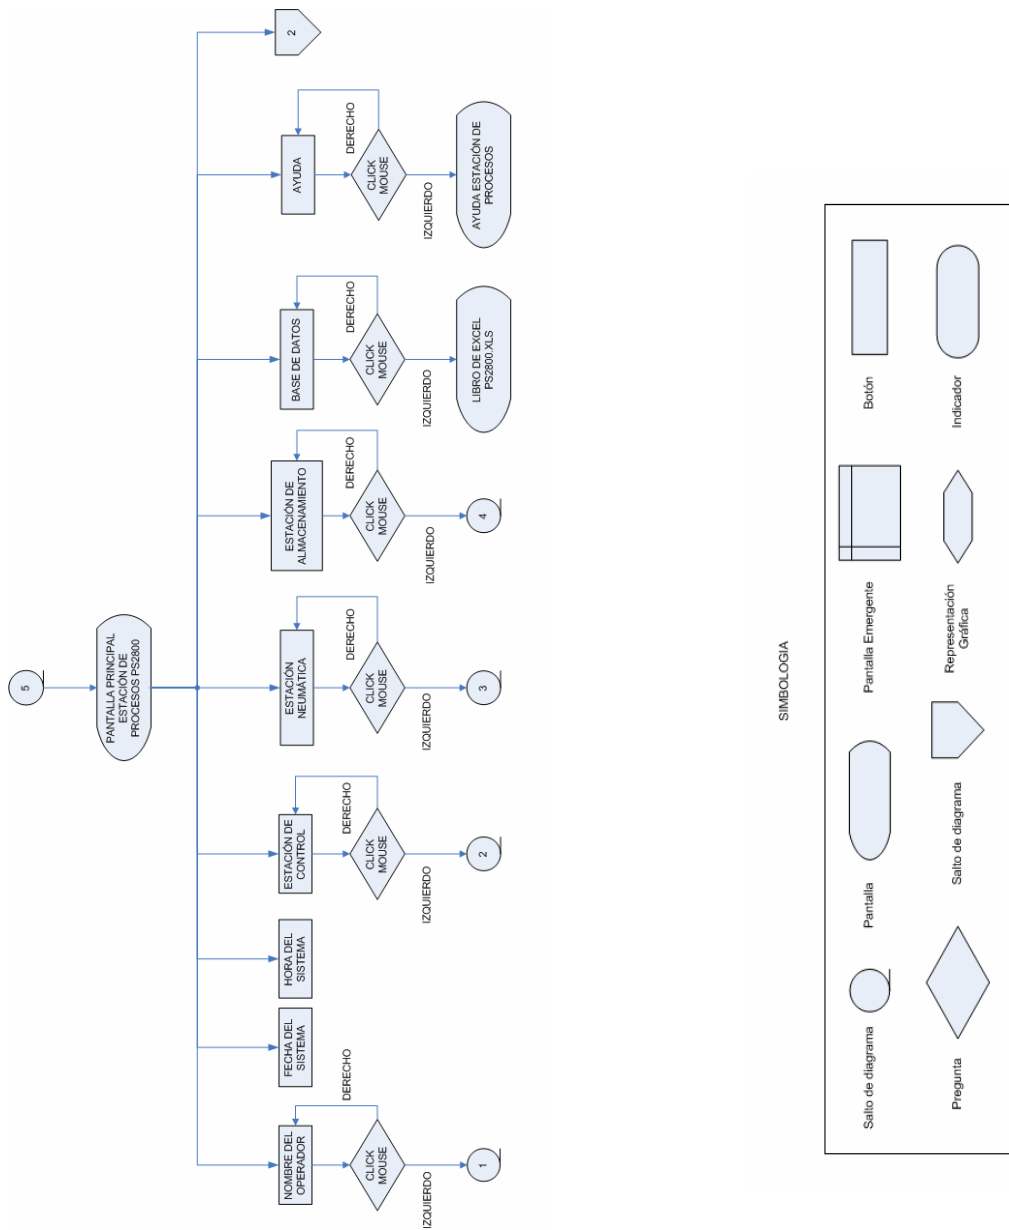 5
PANTALLA PRINCIPAL
ESTACIÓN DE
PROCESOS PS2800
NOMBRE DEL
OPERADOR
FECHA DEL
SISTEMA
HORA DEL
SISTEMA
ESTACIÓN DE
CONTROL
ESTACIÓN
NEUMÁTICA
ESTACIÓN DE
ALMACENAMIENTO
BASE DE DATOS
AYUDA
2
CLICK
MOUSE
DERECHO
IZQUIERDO
1
CLICK
MOUSE
DERECHO
IZQUIERDO
2
CLICK
MOUSE
DERECHO
IZQUIERDO
3
CLICK
MOUSE
DERECHO
IZQUIERDO
4
CLICK
MOUSE
DERECHO
IZQUIERDO
LIBRO DE EXCEL
PS2800.XLS
CLICK
MOUSE
DERECHO
IZQUIERDO
AYUDA ESTACIÓN DE
PROCESOS
SIMBOLOGIA
Salto de diagrama
Pantalla
Pantalla Emergente
Botón
Pregunta
Salto de diagrama
Representación
Gráfica
Indicador